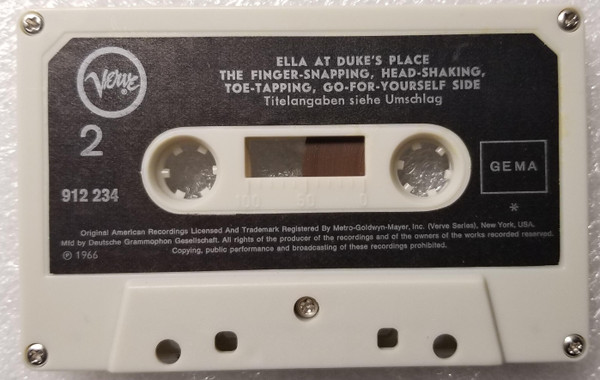 Verve
ELLA AT DUKE'S PLACE
THE FINGER-SNAPPING, HEAD-SHAKING,
TOE-TAPPING, GO-FOR-YOURSELF SIDE
Titelangaben siehe Umschlag
2
912 234
GEMA
*
100 50
Original American Recordings Licensed And Trademark Registered By Metro-Goldwyn-Mayer, Inc. (Verve Series), New York, USA.
Mfd by Deutsche Grammophon Gesellschaft. All rights of the producer of the recordings and of the owners of the works recorded reserved.
Copying, public performance and broadcasting of these recordings prohibited.
℗ 1966